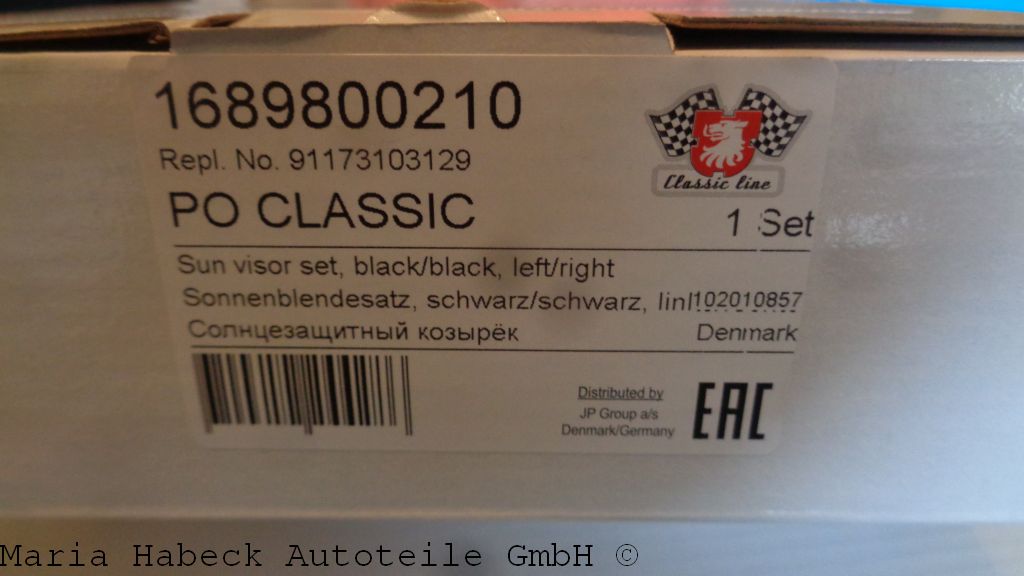 1689800210
Repl. No. 91173103129
Classic line
PO CLASSIC
1 Set
Sun visor set, black/black, left/right
Sonnenblendesatz, schwarz/schwarz, 102010857
Солнцезащитный козырёк Denmark
Distributed by
JP Group a/s
Denmark/Germany
EAC
Maria Habeck Autoteile GmbH ©